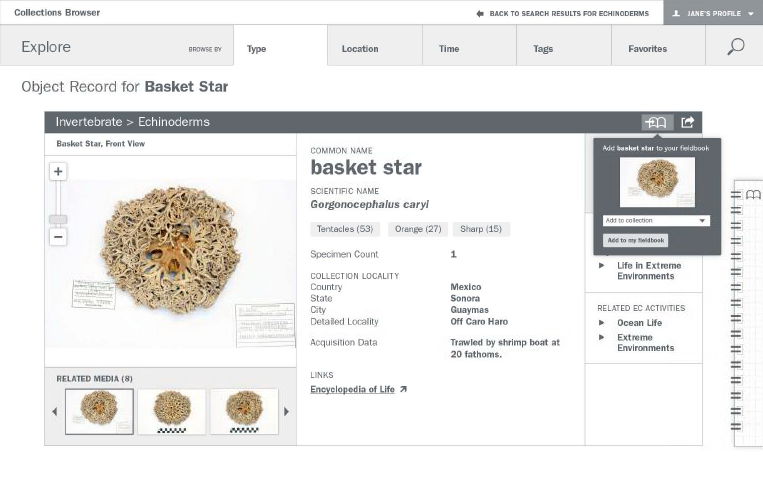 Collections Browser
BACK TO SEARCH RESULTS FOR ECHINODERMS
JANE'S PROFILE
Explore
BROWSE BY
Type
Location
Time
Tags
Favorites
Object Record for Basket Star
Invertebrate > Echinoderms
Basket Star, Front View
COMMON NAME
basket star
SCIENTIFIC NAME
Gorgonocephalus caryi
Tentacles (53)
Orange (27)
Sharp (15)
Specimen Count 1
COLLECTION LOCALITY
Country Mexico
State Sonora
City Guaymas
Detailed Locality Off Caro Haro
Acquisition Data Trawled by shrimp boat at
20 fathoms.
LINKS
Encyclopedia of Life
RELATED MEDIA (8)
Add basket star to your fieldbook
Add to collection
Add to my fieldbook
Life in Extreme
Environments
RELATED EC ACTIVITIES
Ocean Life
Extreme
Environments